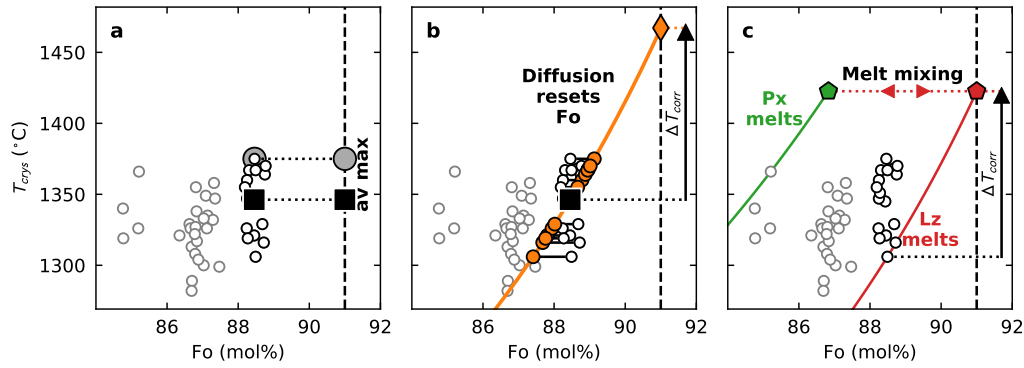 a
b
c
1450
1400
1350
1300
T_crys (°C)
86
88
90
92
Fo (mol%)
av max
Diffusion
resets
Fo
ΔT_corr
86
88
90
92
Fo (mol%)
Melt mixing
Px
melts
Lz
melts
ΔT_corr
86
88
90
92
Fo (mol%)